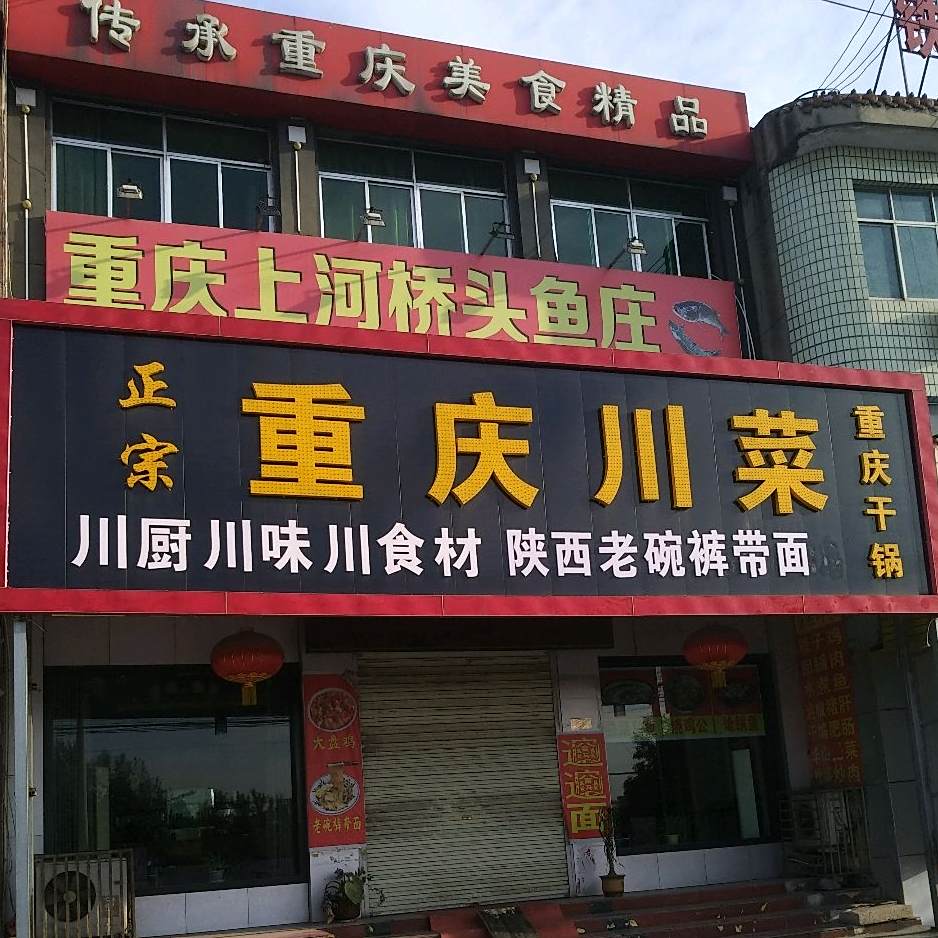 传承重庆美食精品
重庆上河桥头鱼庄
正宗
重庆川菜
重庆干锅
川厨川味川食材 陕西老碗裤带面
大盘鸡
老碗裤带面